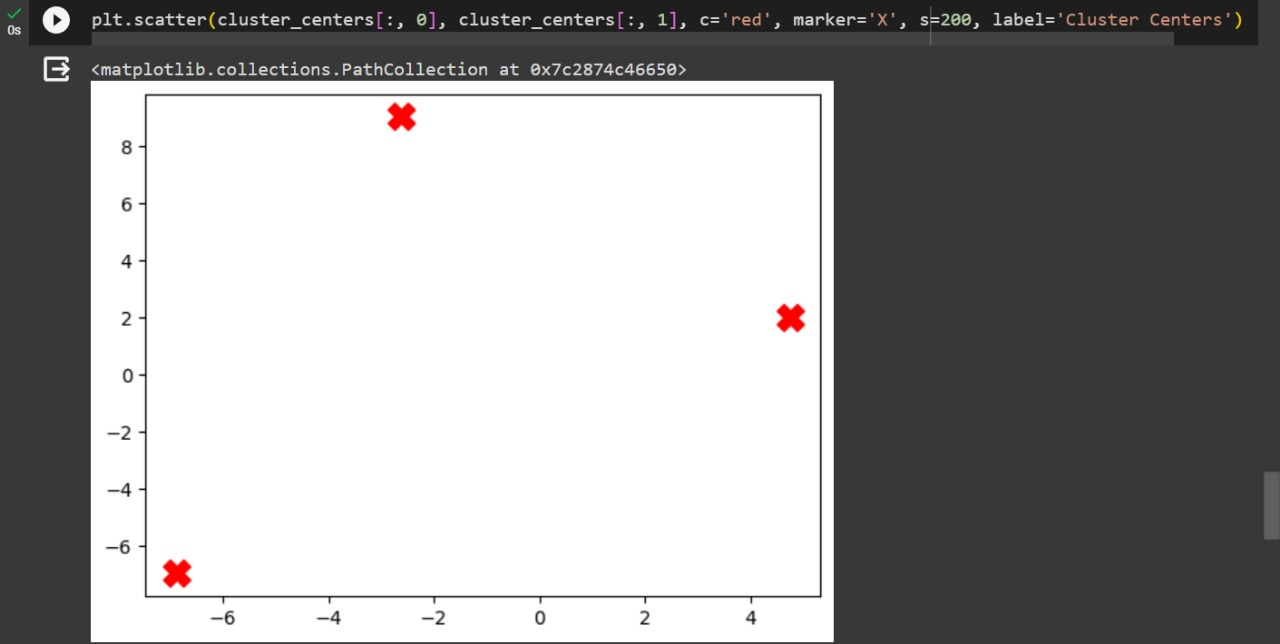 plt.scatter(cluster_centers[:, 0], cluster_centers[:, 1], c='red', marker='X', s=200, label='Cluster Centers')
0s
<matplotlib.collections.PathCollection at 0x7c2874c46650>
8
6
4
2
0
−2
−4
−6
−6 −4 −2 0 2 4